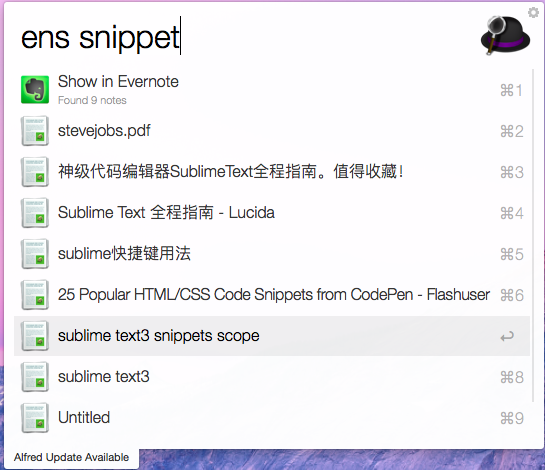 ens snippet
Show in Evernote
Found 9 notes
⌘1
stevejobs.pdf
⌘2
神级代码编辑器SublimeText全程指南。值得收藏！
⌘3
Sublime Text 全程指南 - Lucida
⌘4
sublime快捷键用法
⌘5
25 Popular HTML/CSS Code Snippets from CodePen - Flashuser
⌘6
sublime text3 snippets scope
↩
sublime text3
⌘8
Untitled
⌘9
Alfred Update Available